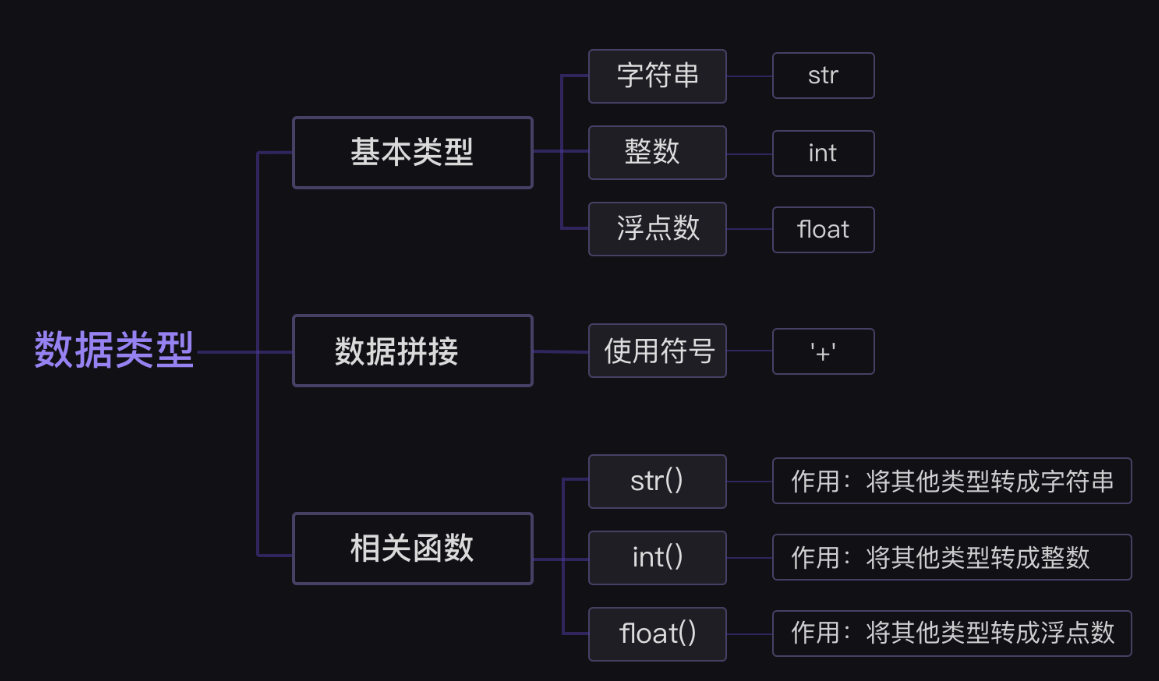 数据类型
基本类型
字符串
str
整数
int
浮点数
float
数据拼接
使用符号
'+'
相关函数
str()
作用：将其他类型转成字符串
int()
作用：将其他类型转成整数
float()
作用：将其他类型转成浮点数